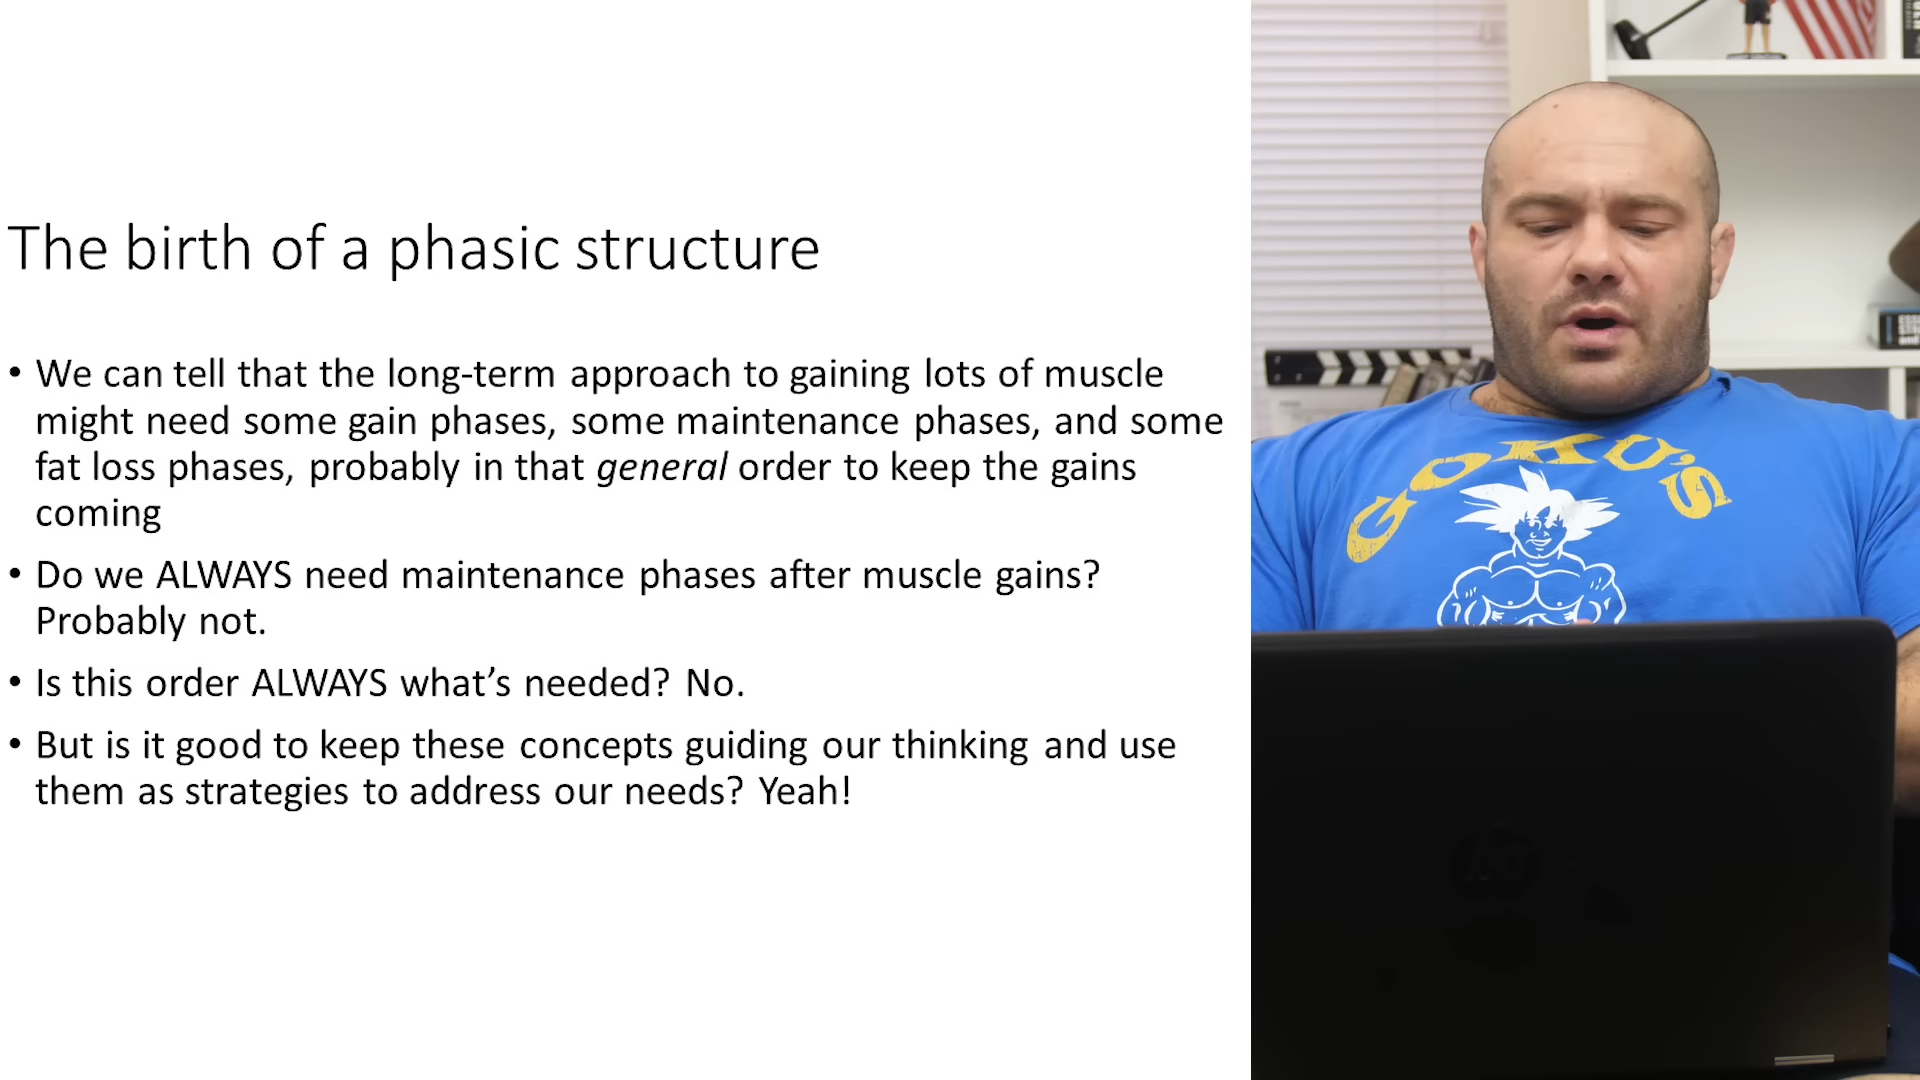 The birth of a phasic structure
• We can tell that the long-term approach to gaining lots of muscle
might need some gain phases, some maintenance phases, and some
fat loss phases, probably in that general order to keep the gains
coming
• Do we ALWAYS need maintenance phases after muscle gains?
Probably not.
• Is this order ALWAYS what's needed? No.
• But is it good to keep these concepts guiding our thinking and use
them as strategies to address our needs? Yeah!
GOKU'S